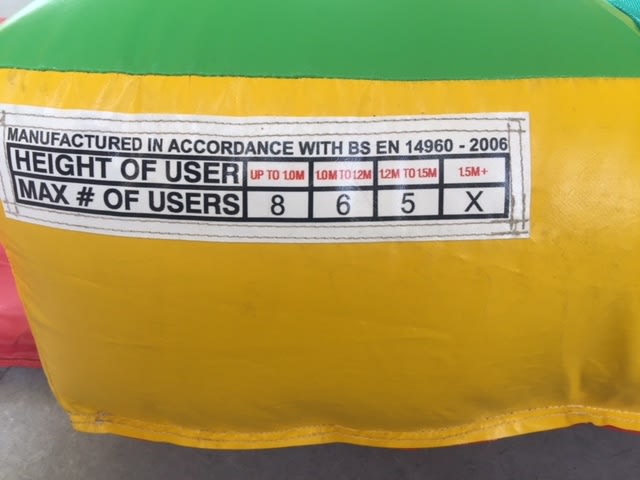 MANUFACTURED IN ACCORDANCE WITH BS EN 14960 - 2006
HEIGHT OF USER UP TO 1.0M 1.0M TO 1.2M 1.2M TO 1.5M 1.5M+
MAX # OF USERS 8 6 5 X